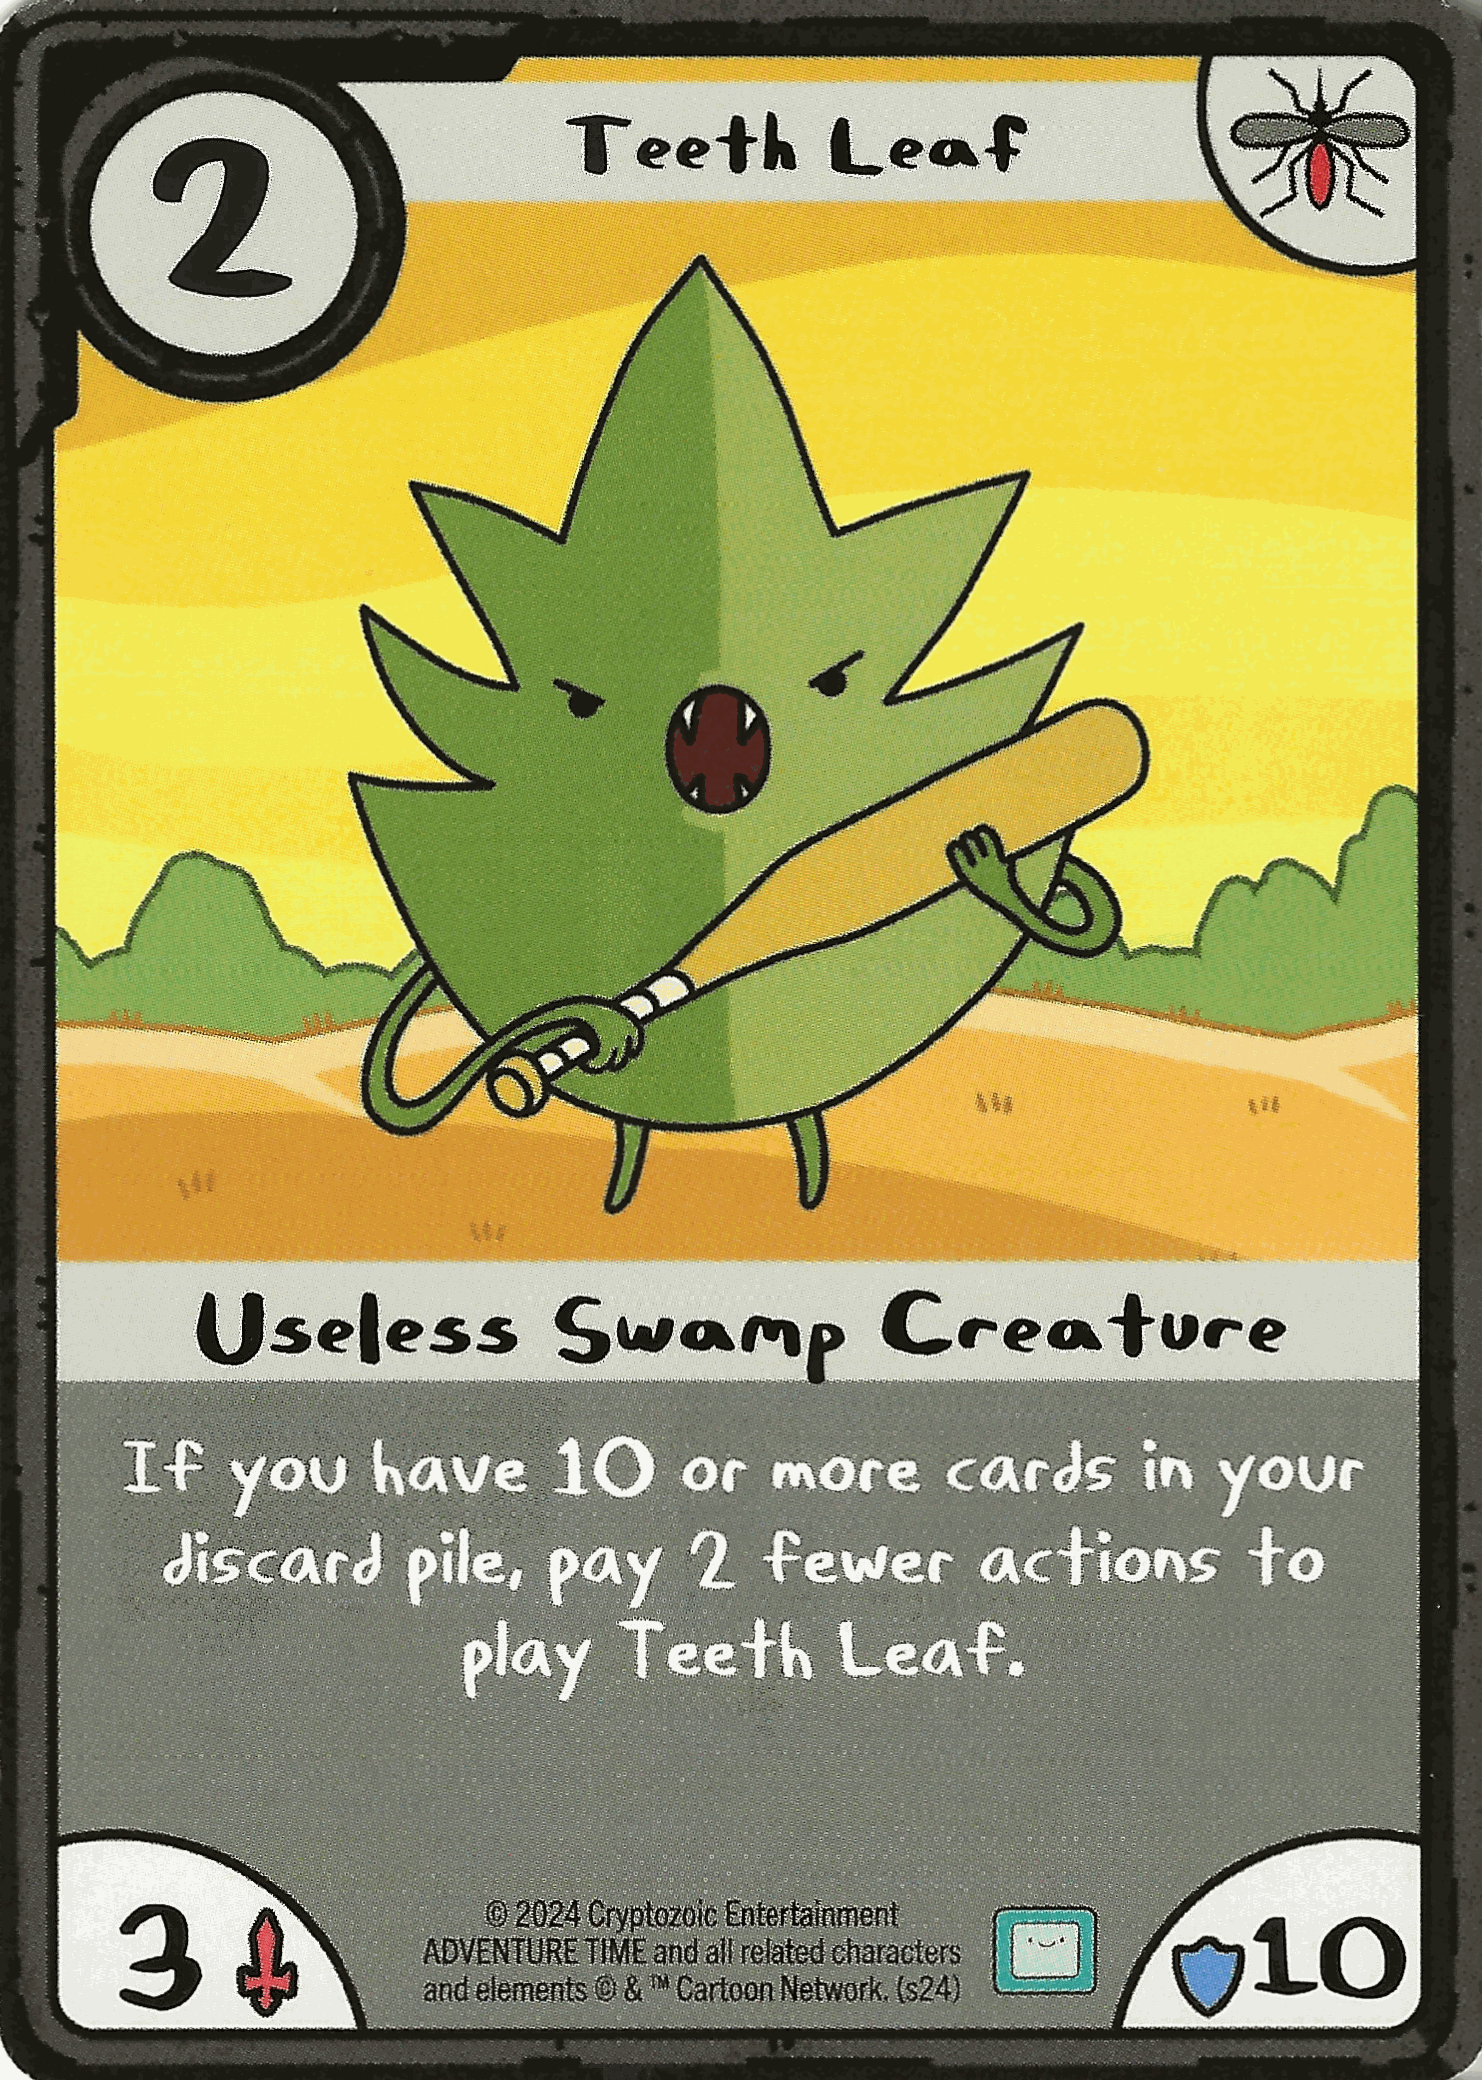 2
Teeth Leaf
Useless Swamp Creature
If you have 10 or more cards in your
discard pile, pay 2 fewer actions to
play Teeth Leaf.
3
© 2024 Cryptozoic Entertainment
ADVENTURE TIME and all related characters
and elements © & ™ Cartoon Network. (s24)
10